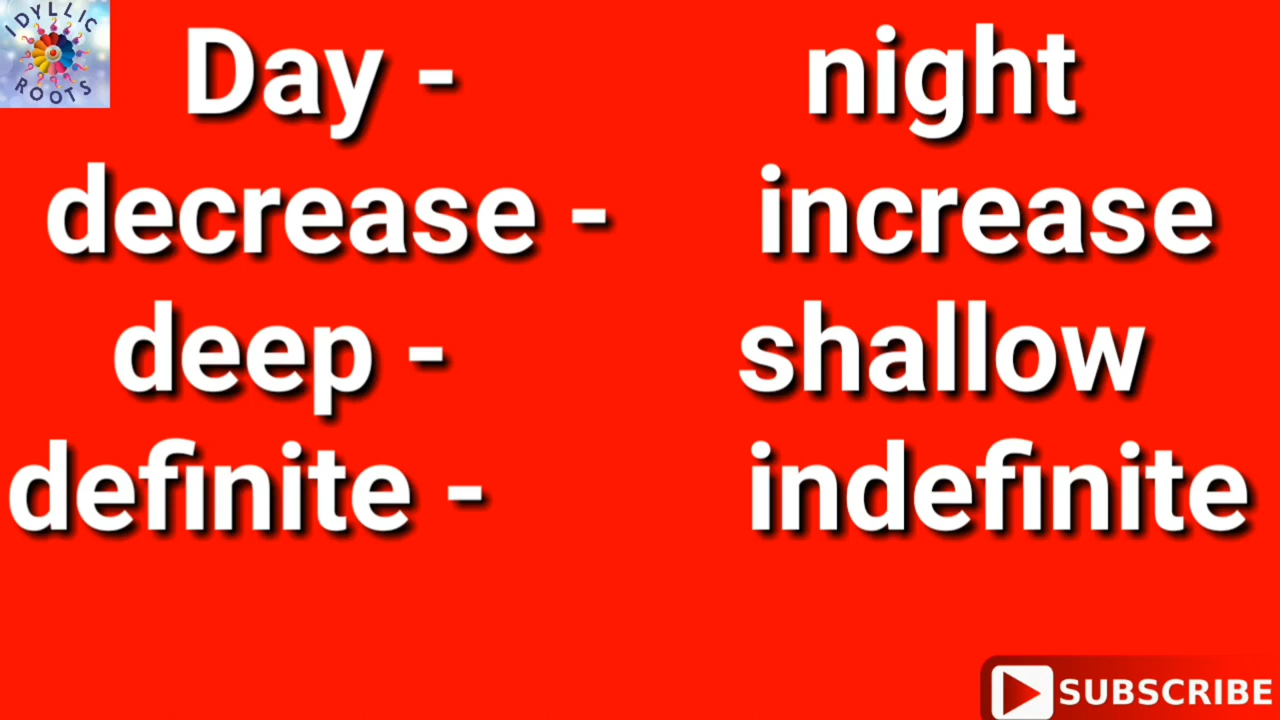 IDYLLIC
ROOTS
Day - night
decrease - increase
deep - shallow
definite - indefinite
SUBSCRIBE